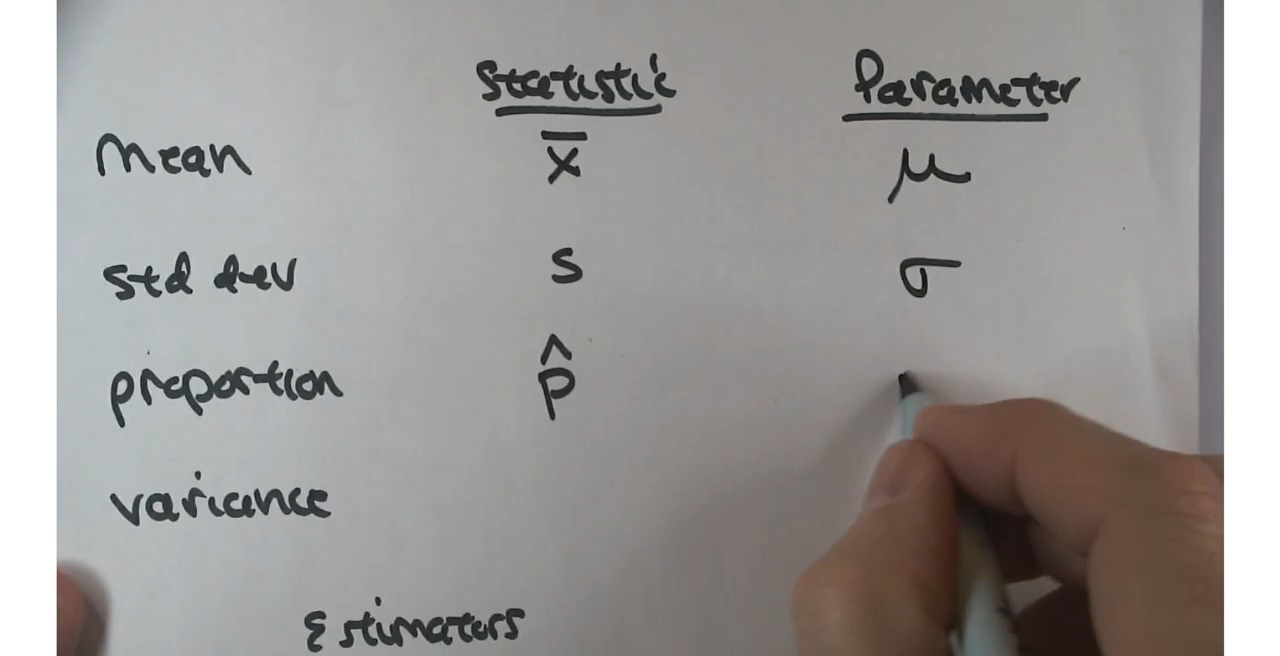 Statistic Parameter
Mean x̄ μ
std dev s σ
proportion p̂
variance
Estimators